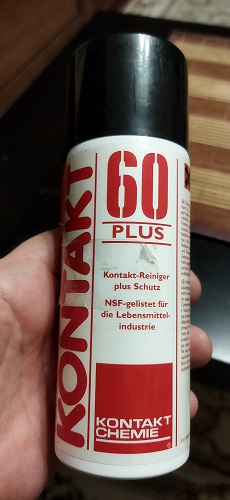 KONTAKT
60
PLUS
Kontakt-Reiniger
plus Schutz
NSF-gelistet für
die Lebensmittel-
industrie
KONTAKT
CHEMIE
®